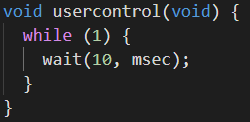 void usercontrol(void) {
  while (1) {
    wait(10, msec);
  }
}